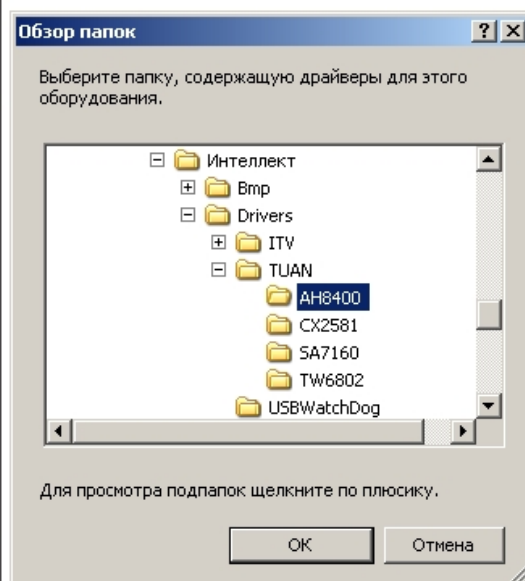 Обзор папок
Выберите папку, содержащую драйверы для этого
оборудования.
Интеллект
Bmp
Drivers
ITV
TUAN
AH8400
CX2581
SA7160
TW6802
USBWatchDog
Для просмотра подпапок щелкните по плюсику.
ОК
Отмена